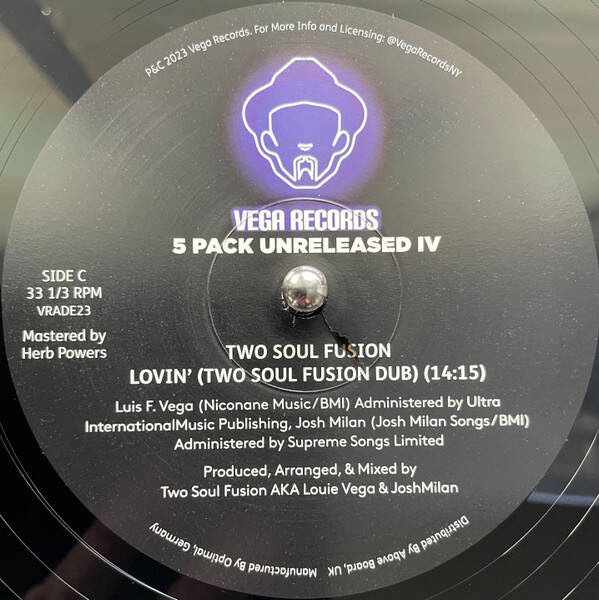 P&C 2023 Vega Records. For More Info and Licensing: @VegaRecordsNY
VEGA RECORDS
5 PACK UNRELEASED IV
SIDE C
33 1/3 RPM
VRADE23
Mastered by
Herb Powers
TWO SOUL FUSION
LOVIN' (TWO SOUL FUSION DUB) (14:15)
Luis F. Vega (Niconane Music/BMI) Administered by Ultra
InternationalMusic Publishing, Josh Milan (Josh Milan Songs/BMI)
Administered by Supreme Songs Limited
Produced, Arranged, & Mixed by
Two Soul Fusion AKA Louie Vega & JoshMilan
Distributed By Above Board, UK Manufactured By Optimal, Germany